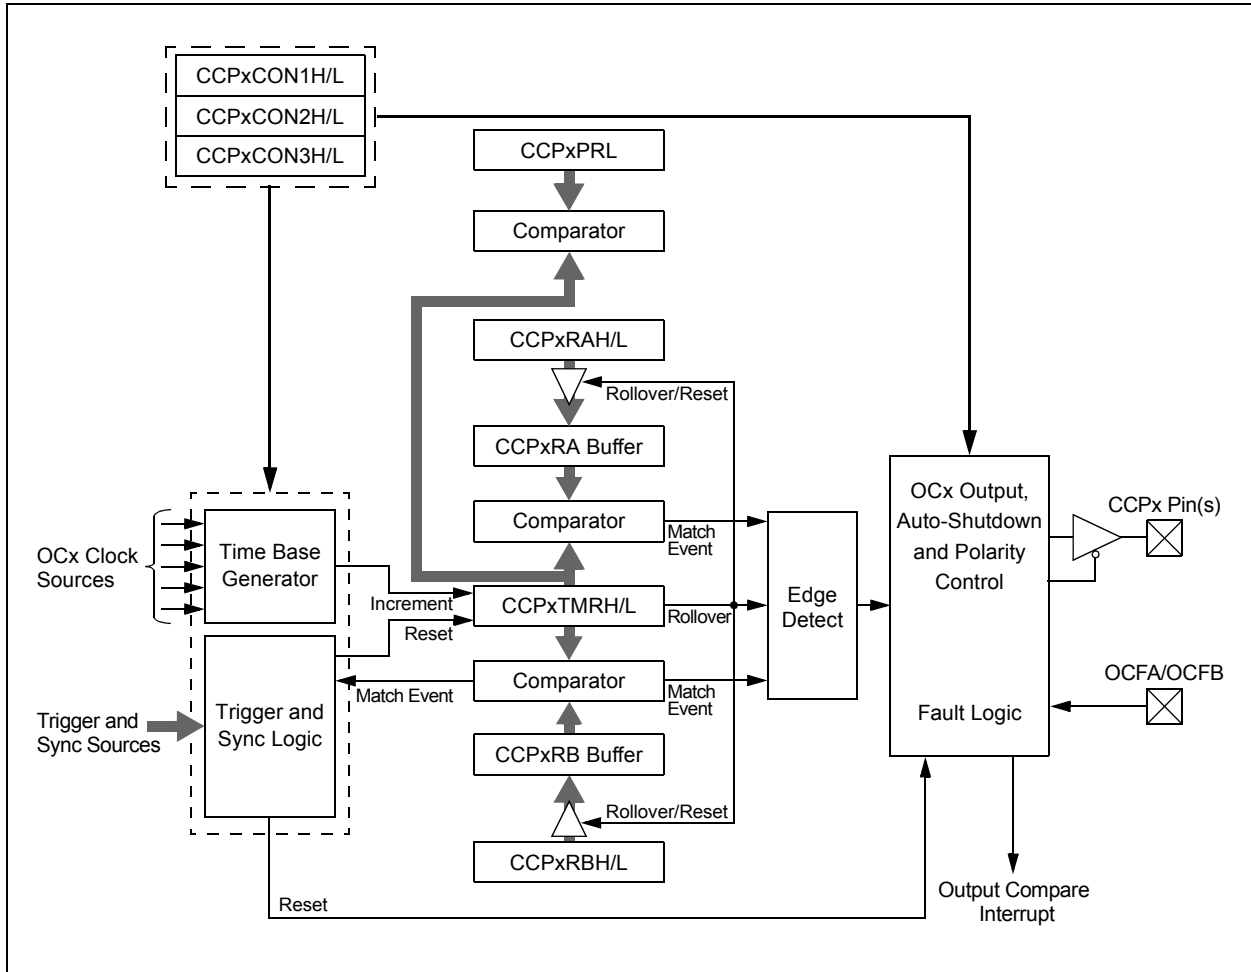 CCPxCON1H/L
CCPxCON2H/L
CCPxCON3H/L
CCPxPRL
Comparator
CCPxRAH/L
Rollover/Reset
CCPxRA Buffer
Comparator
Match
Event
OCx Clock
Sources
Time Base
Generator
Increment
Reset
CCPxTMRH/L
Rollover
Edge
Detect
OCx Output,
Auto-Shutdown
and Polarity
Control
CCPx Pin(s)
OCFA/OCFB
Fault Logic
Trigger and
Sync Sources
Trigger and
Sync Logic
Match Event
Comparator
Match
Event
CCPxRB Buffer
Rollover/Reset
CCPxRBH/L
Reset
Output Compare
Interrupt